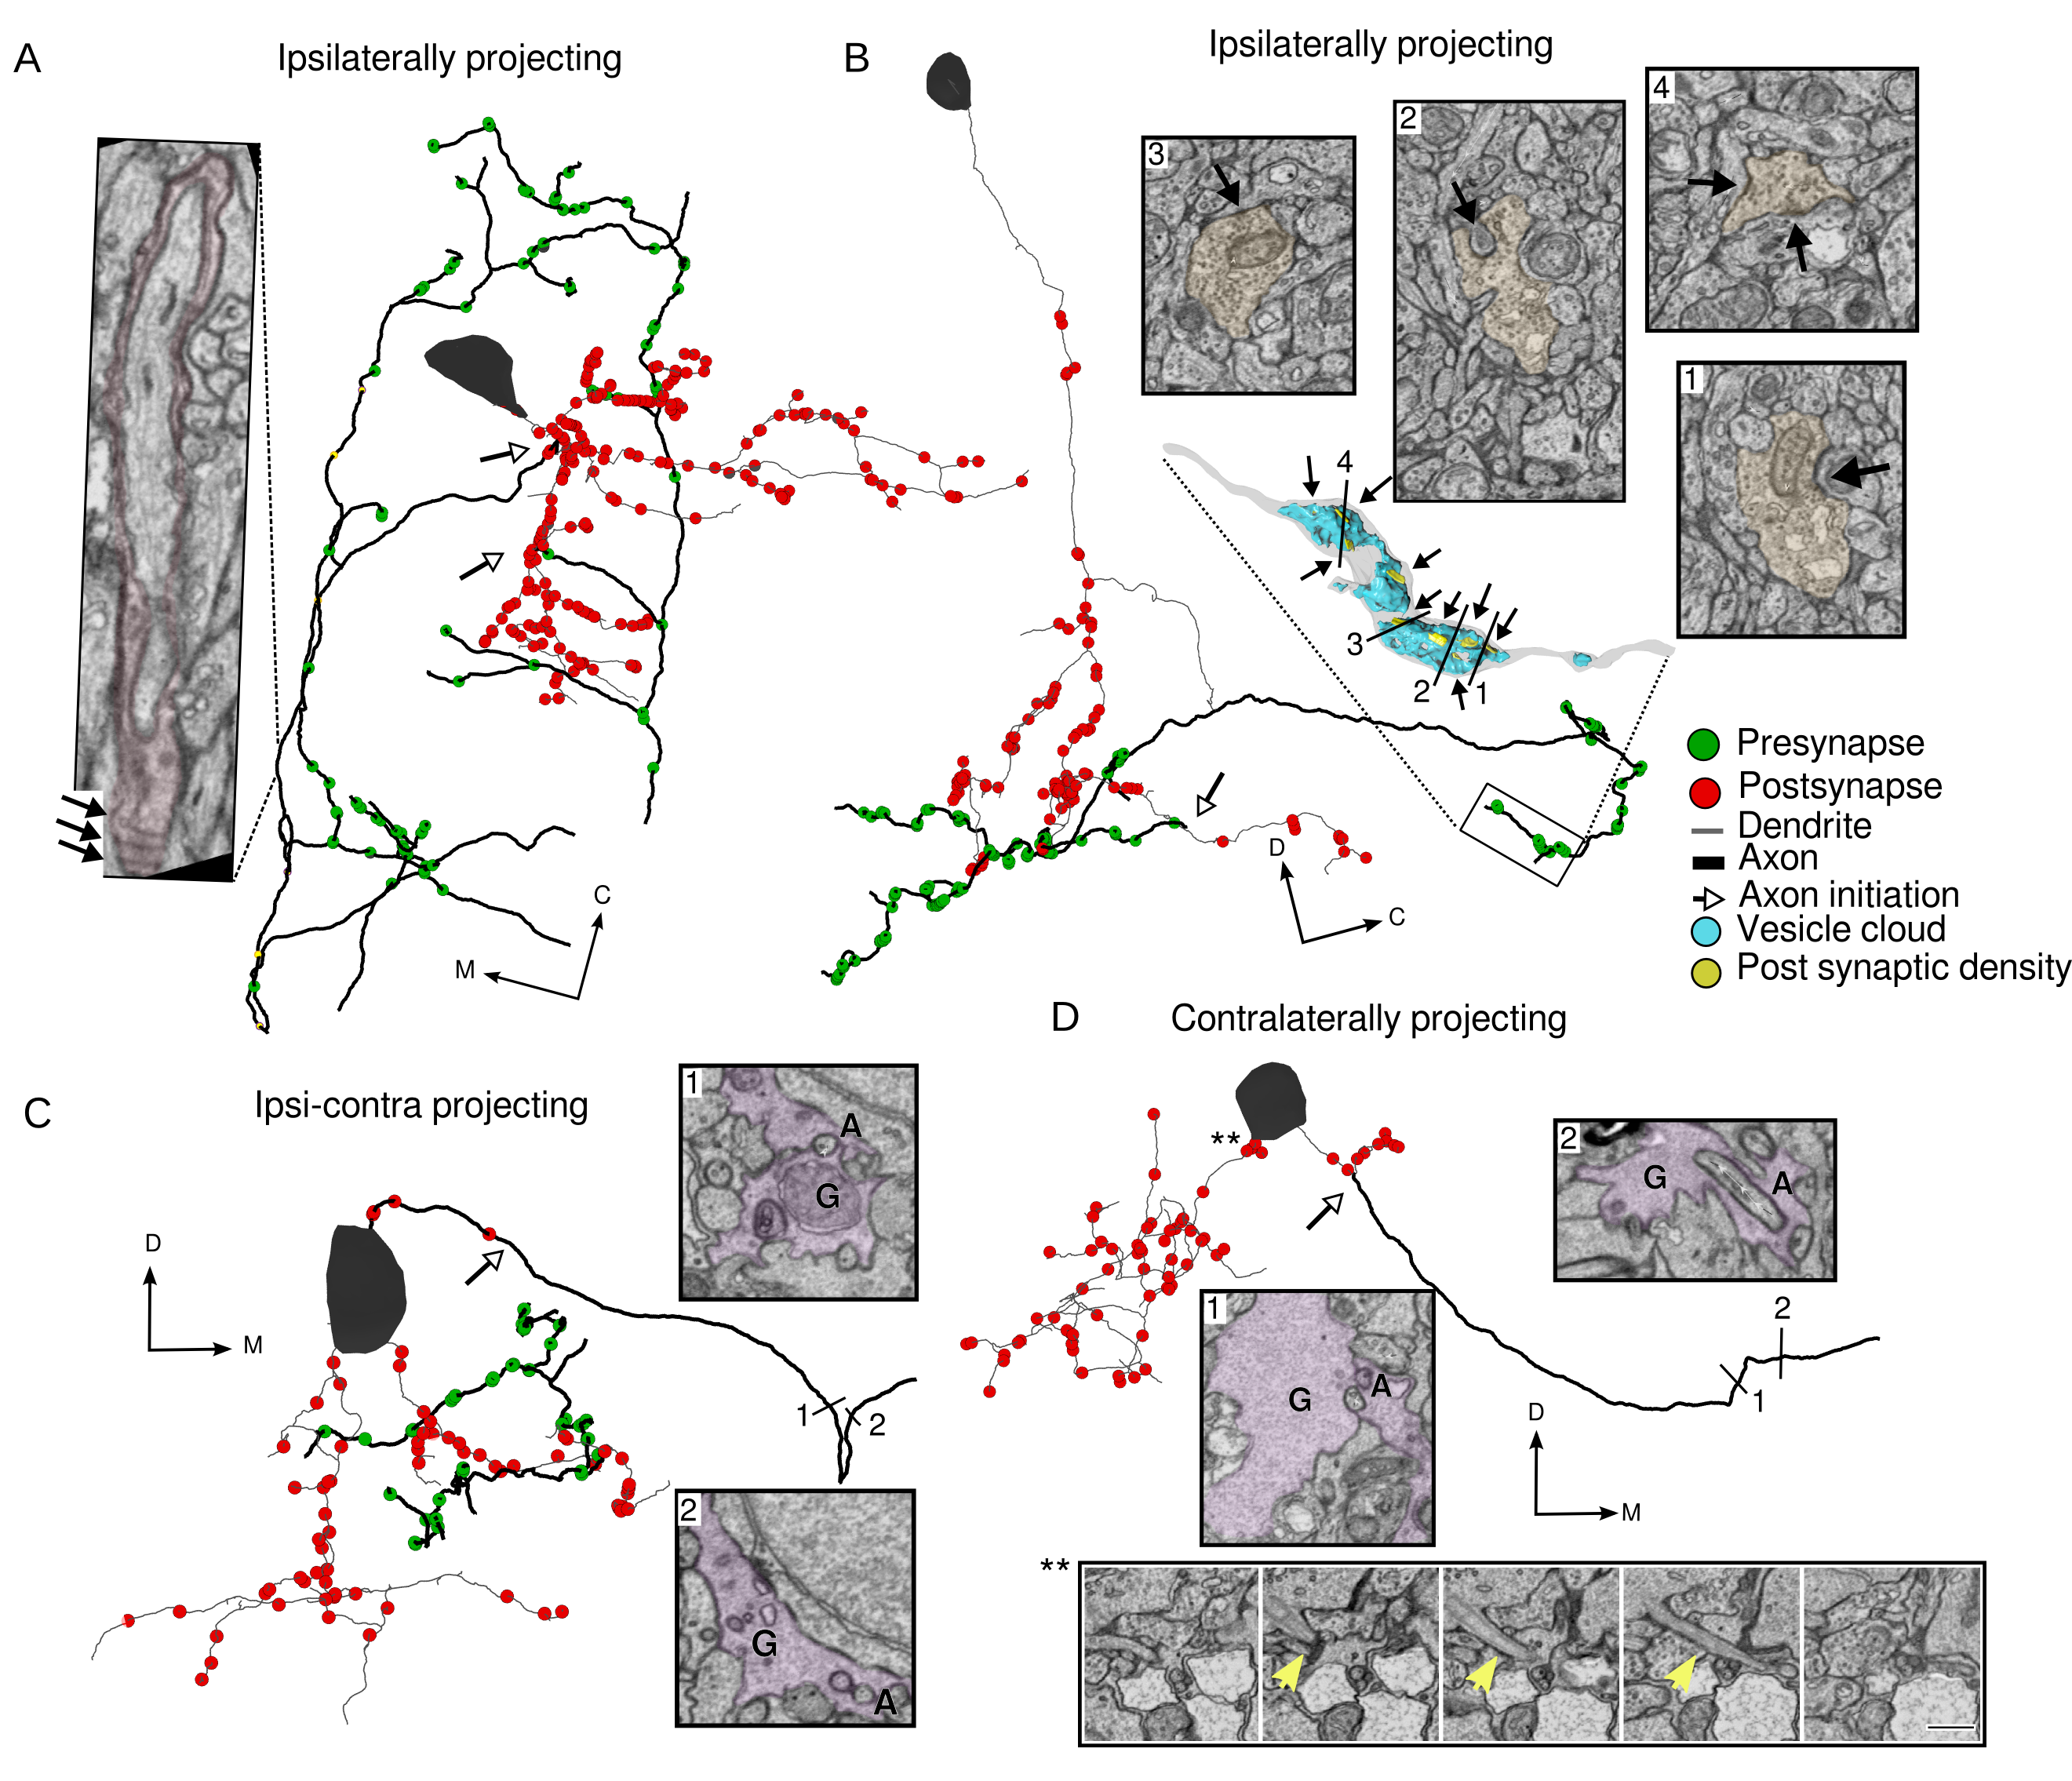 A
Ipsilaterally projecting
C
M
B
Ipsilaterally projecting
3
2
4
1
4
3
2
1
D
C
Presynapse
Postsynapse
Dendrite
Axon
Axon initiation
Vesicle cloud
Post synaptic density
C
Ipsi-contra projecting
D
M
1
A
G
1
2
2
G
A
D
Contralaterally projecting
**
2
G
A
1
G
A
2
1
D
M
**